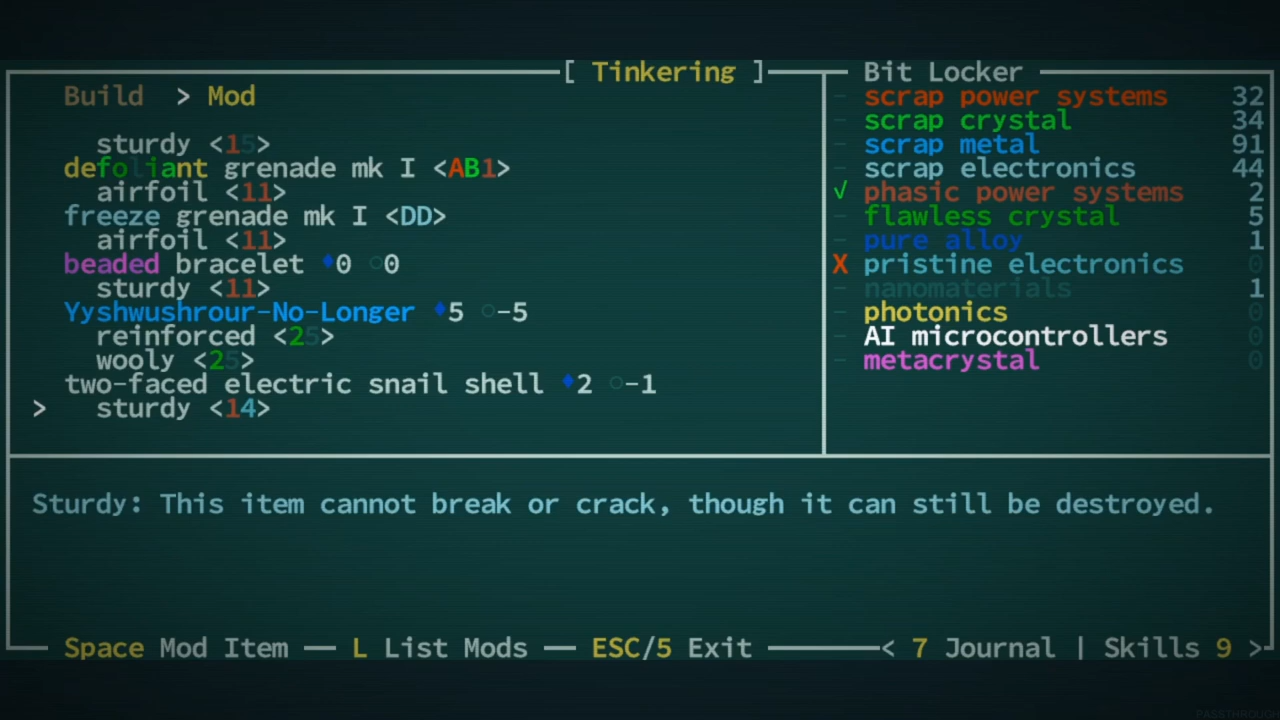 [ Tinkering ]
Build > Mod
sturdy <15>
defoliant grenade mk I <AB1>
airfoil <11>
freeze grenade mk I <DD>
airfoil <11>
beaded bracelet ♦0 ○0
sturdy <11>
Yyshwushrour-No-Longer ♦5 ○-5
reinforced <25>
wooly <25>
two-faced electric snail shell ♦2 ○-1
> sturdy <14>
Bit Locker
- scrap power systems 32
- scrap crystal 34
- scrap metal 91
- scrap electronics 44
√ phasic power systems 2
- flawless crystal 5
- pure alloy 1
X pristine electronics 0
- nanomaterials 1
- photonics 0
- AI microcontrollers 0
- metacrystal 0
Sturdy: This item cannot break or crack, though it can still be destroyed.
Space Mod Item — L List Mods — ESC/5 Exit
< 7 Journal | Skills 9 >